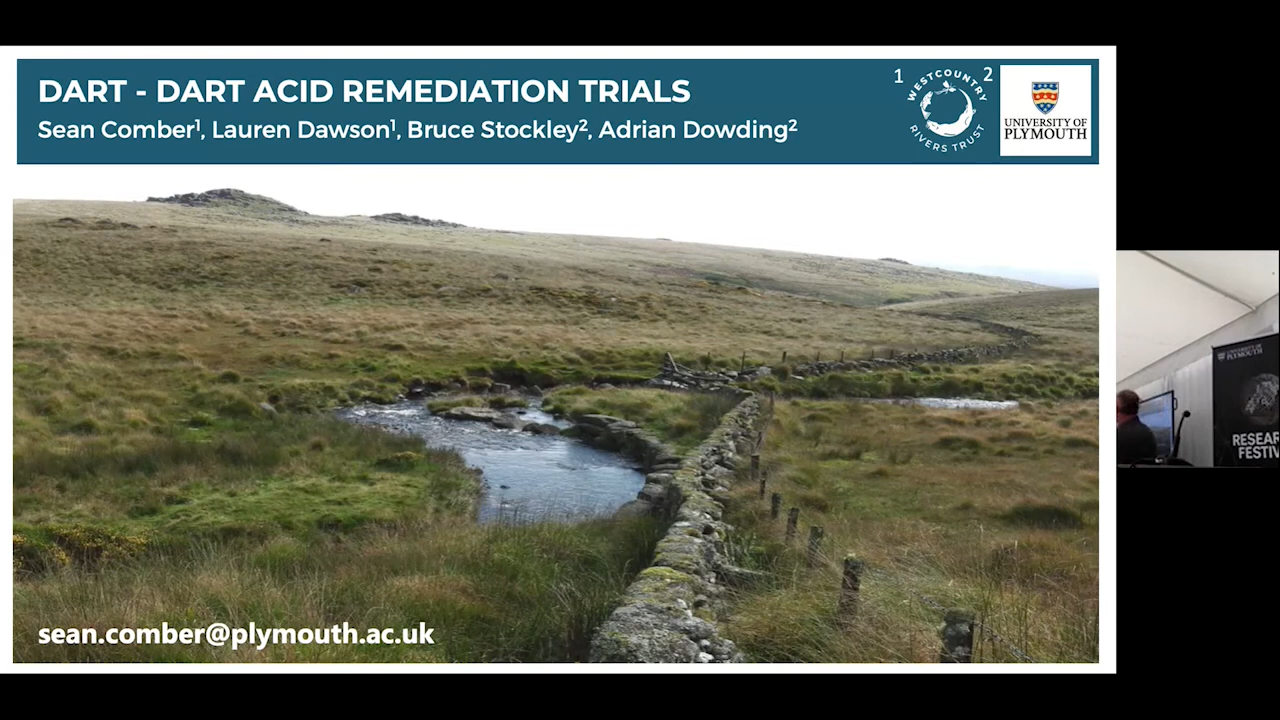 DART - DART ACID REMEDIATION TRIALS
Sean Comber¹, Lauren Dawson¹, Bruce Stockley², Adrian Dowding²
1
2
WESTCOUNTRY
RIVERS TRUST
UNIVERSITY OF
PLYMOUTH
sean.comber@plymouth.ac.uk
UNIVERSITY OF
PLYMOUTH
RESEAR
FESTIV